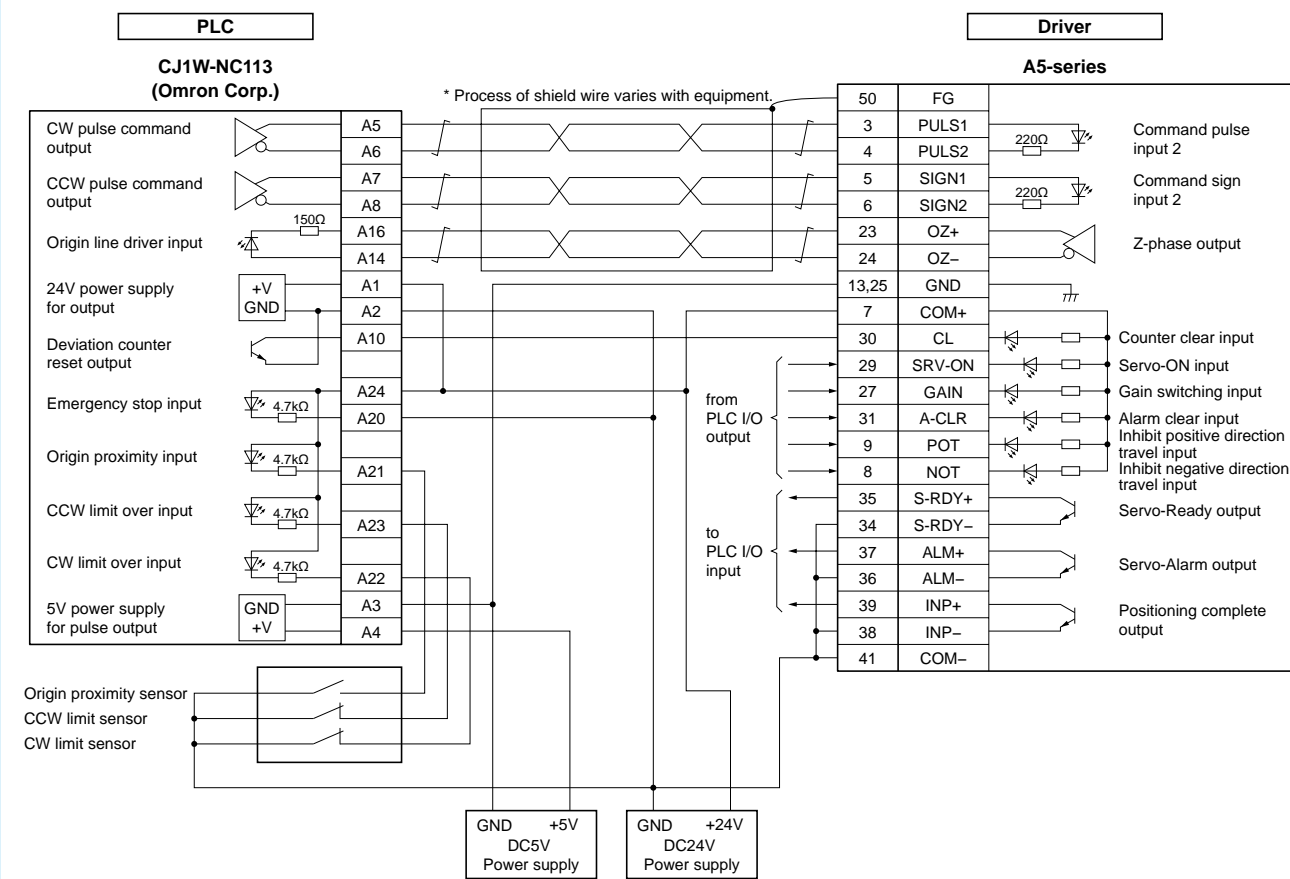 PLC
Driver
CJ1W-NC113
(Omron Corp.)
A5-series
* Process of shield wire varies with equipment.
CW pulse command
output
CCW pulse command
output
150Ω
Origin line driver input
24V power supply
for output
+V
GND
Deviation counter
reset output
Emergency stop input
4.7kΩ
Origin proximity input
4.7kΩ
CCW limit over input
4.7kΩ
CW limit over input
4.7kΩ
5V power supply
for pulse output
GND
+V
A5
A6
A7
A8
A16
A14
A1
A2
A10
A24
A20
A21
A23
A22
A3
A4
from
PLC I/O
output
to
PLC I/O
input
50 FG
3 PULS1
4 PULS2
5 SIGN1
6 SIGN2
23 OZ+
24 OZ−
13,25 GND
7 COM+
30 CL
29 SRV-ON
27 GAIN
31 A-CLR
9 POT
8 NOT
35 S-RDY+
34 S-RDY−
37 ALM+
36 ALM−
39 INP+
38 INP−
41 COM−
220Ω
Command pulse
input 2
220Ω
Command sign
input 2
Z-phase output
Counter clear input
Servo-ON input
Gain switching input
Alarm clear input
Inhibit positive direction
travel input
Inhibit negative direction
travel input
Servo-Ready output
Servo-Alarm output
Positioning complete
output
Origin proximity sensor
CCW limit sensor
CW limit sensor
GND +5V
DC5V
Power supply
GND +24V
DC24V
Power supply